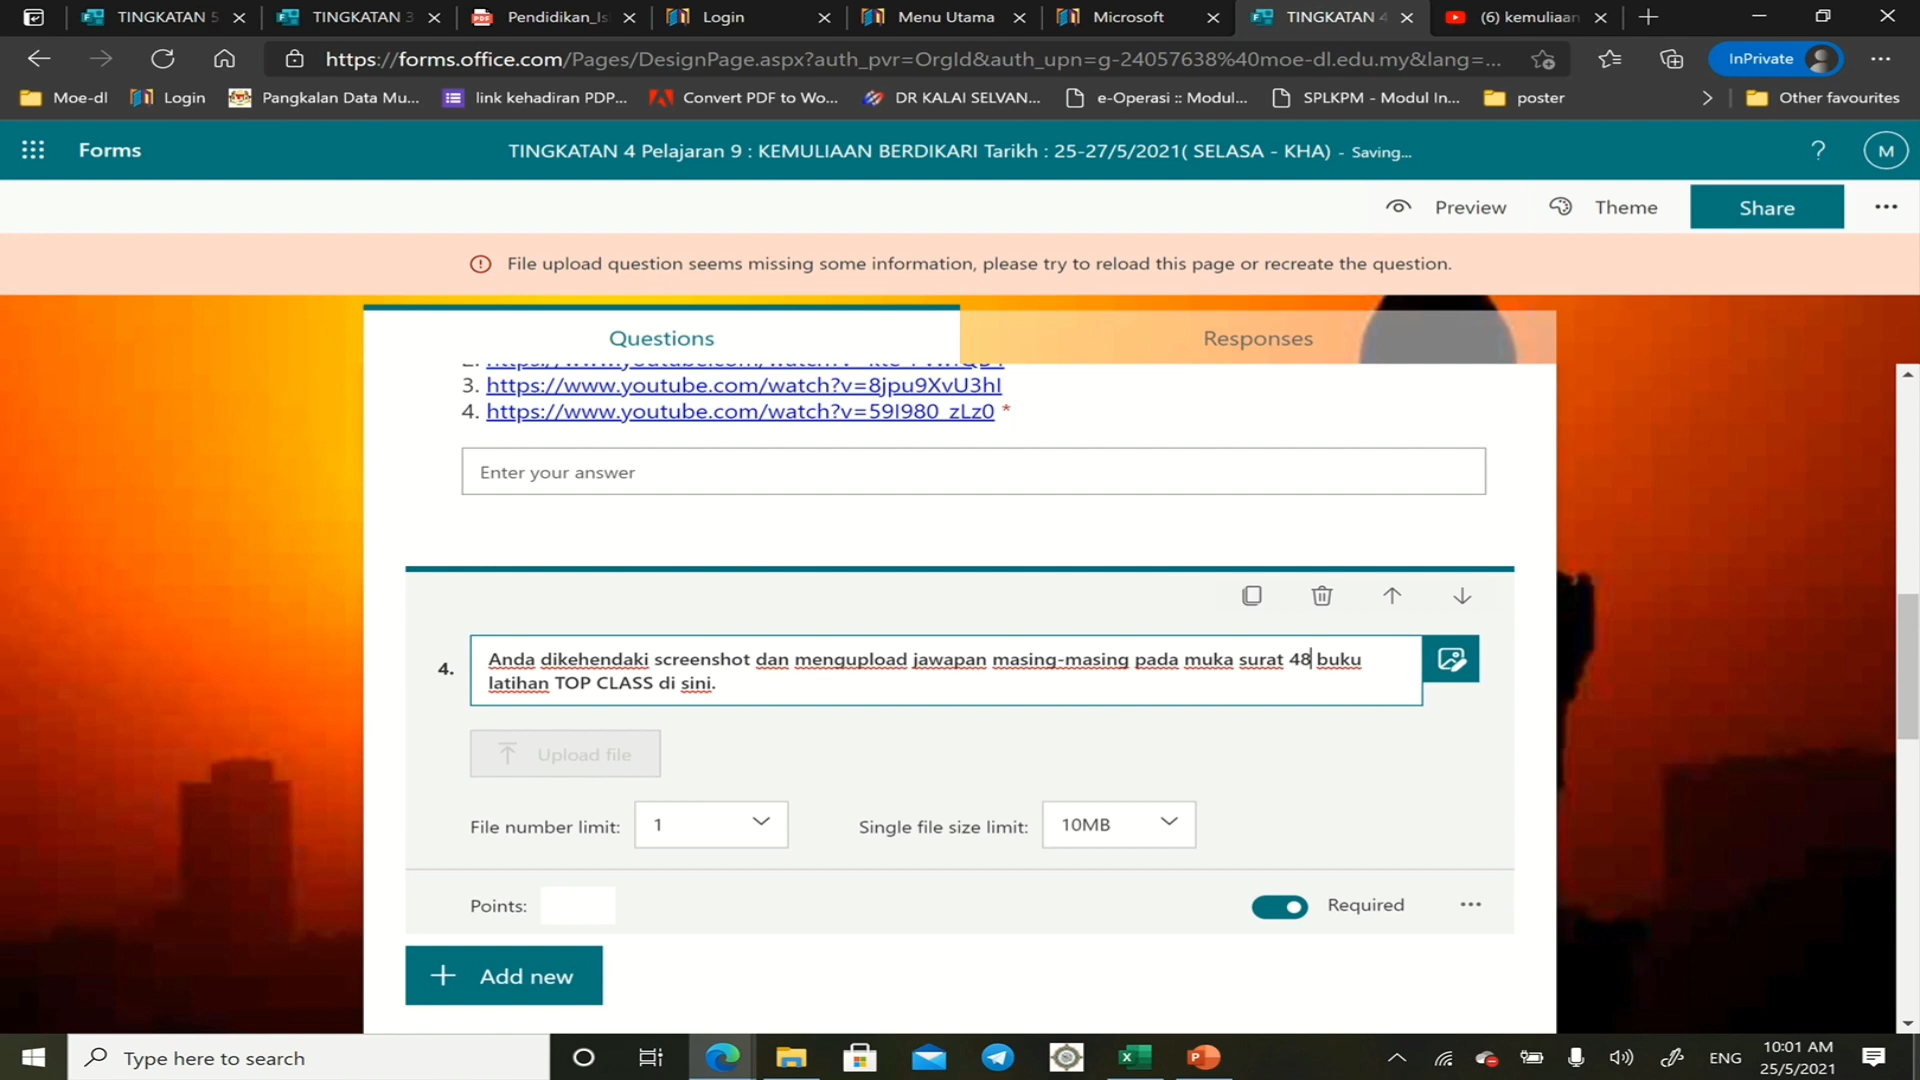 TINGKATAN 5
TINGKATAN 3
Pendidikan_Is
Login
Menu Utama
Microsoft
TINGKATAN 4
(6) kemuliaan
https://forms.office.com/Pages/DesignPage.aspx?auth_pvr=OrgId&auth_upn=g-24057638%40moe-dl.edu.my&lang=...
InPrivate
Moe-dl
Login
Pangkalan Data Mu...
link kehadiran PDP...
Convert PDF to Wo...
DR KALAI SELVAN...
e-Operasi :: Modul...
SPLKPM - Modul In...
poster
Other favourites
Forms
TINGKATAN 4 Pelajaran 9 : KEMULIAAN BERDIKARI Tarikh : 25-27/5/2021( SELASA - KHA) - Saving...
?
M
Preview
Theme
Share
File upload question seems missing some information, please try to reload this page or recreate the question.
Questions
Responses
3. https://www.youtube.com/watch?v=8jpu9XvU3hI
4. https://www.youtube.com/watch?v=59I980_zLz0 *
Enter your answer
4.
Anda dikehendaki screenshot dan mengupload jawapan masing-masing pada muka surat 48 buku
latihan TOP CLASS di sini.
Upload file
File number limit: 1
Single file size limit: 10MB
Points:
Required
Add new
Type here to search
ENG
10:01 AM
25/5/2021